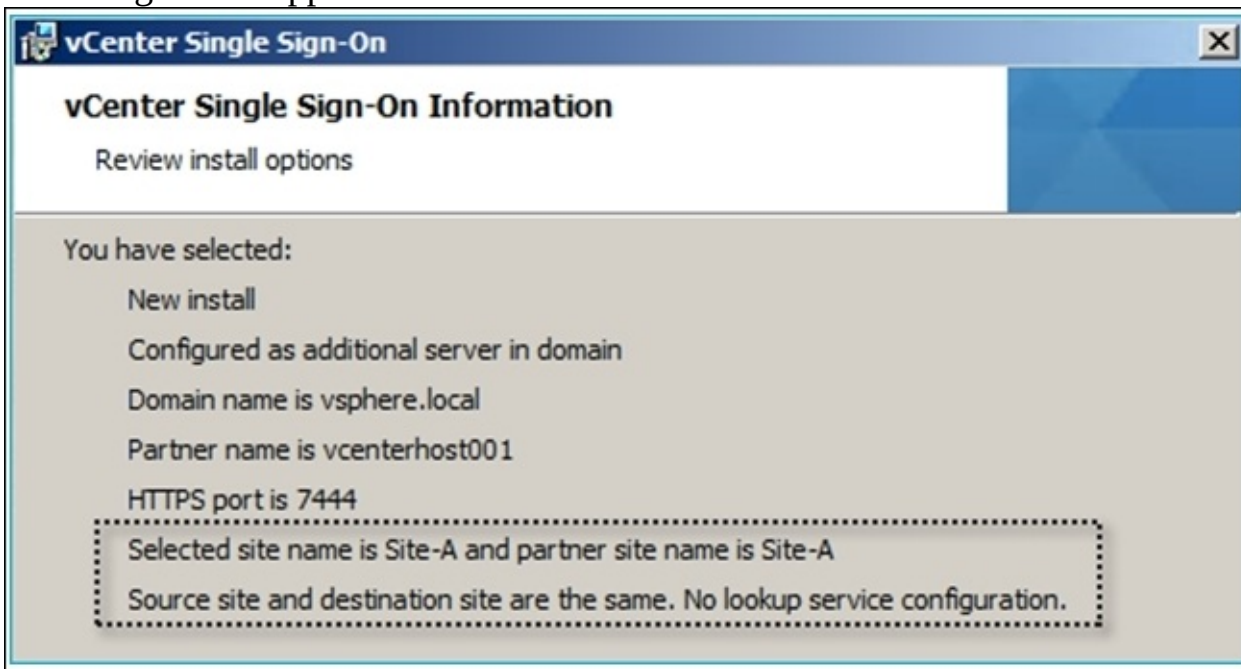 vCenter Single Sign-On
vCenter Single Sign-On Information
Review install options
You have selected:
New install
Configured as additional server in domain
Domain name is vsphere.local
Partner name is vcenterhost001
HTTPS port is 7444
Selected site name is Site-A and partner site name is Site-A
Source site and destination site are the same. No lookup service configuration.